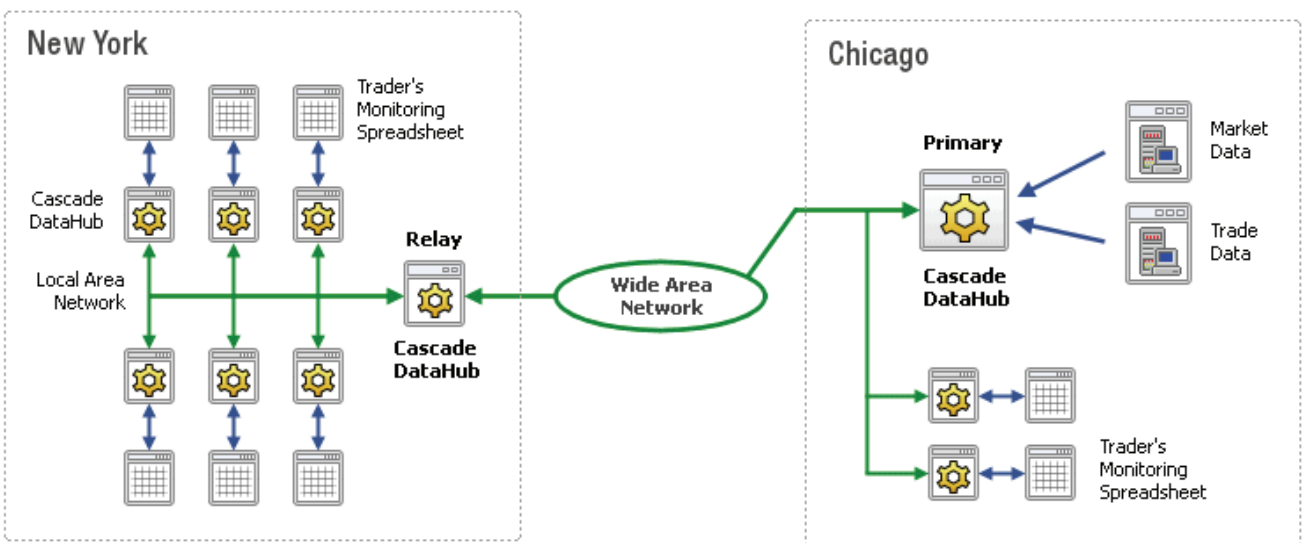 New York
Trader's
Monitoring
Spreadsheet
Cascade
DataHub
Local Area
Network
Relay
Cascade
DataHub
Wide Area
Network
Chicago
Primary
Cascade
DataHub
Market
Data
Trade
Data
Trader's
Monitoring
Spreadsheet